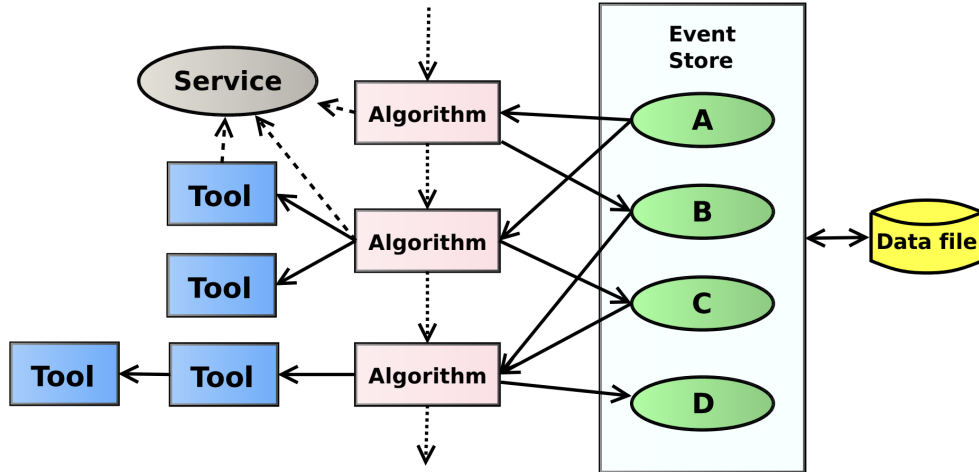 Event
Store
Service
Algorithm
A
Tool
B
Algorithm
Data file
Tool
C
Tool
Tool
Algorithm
D